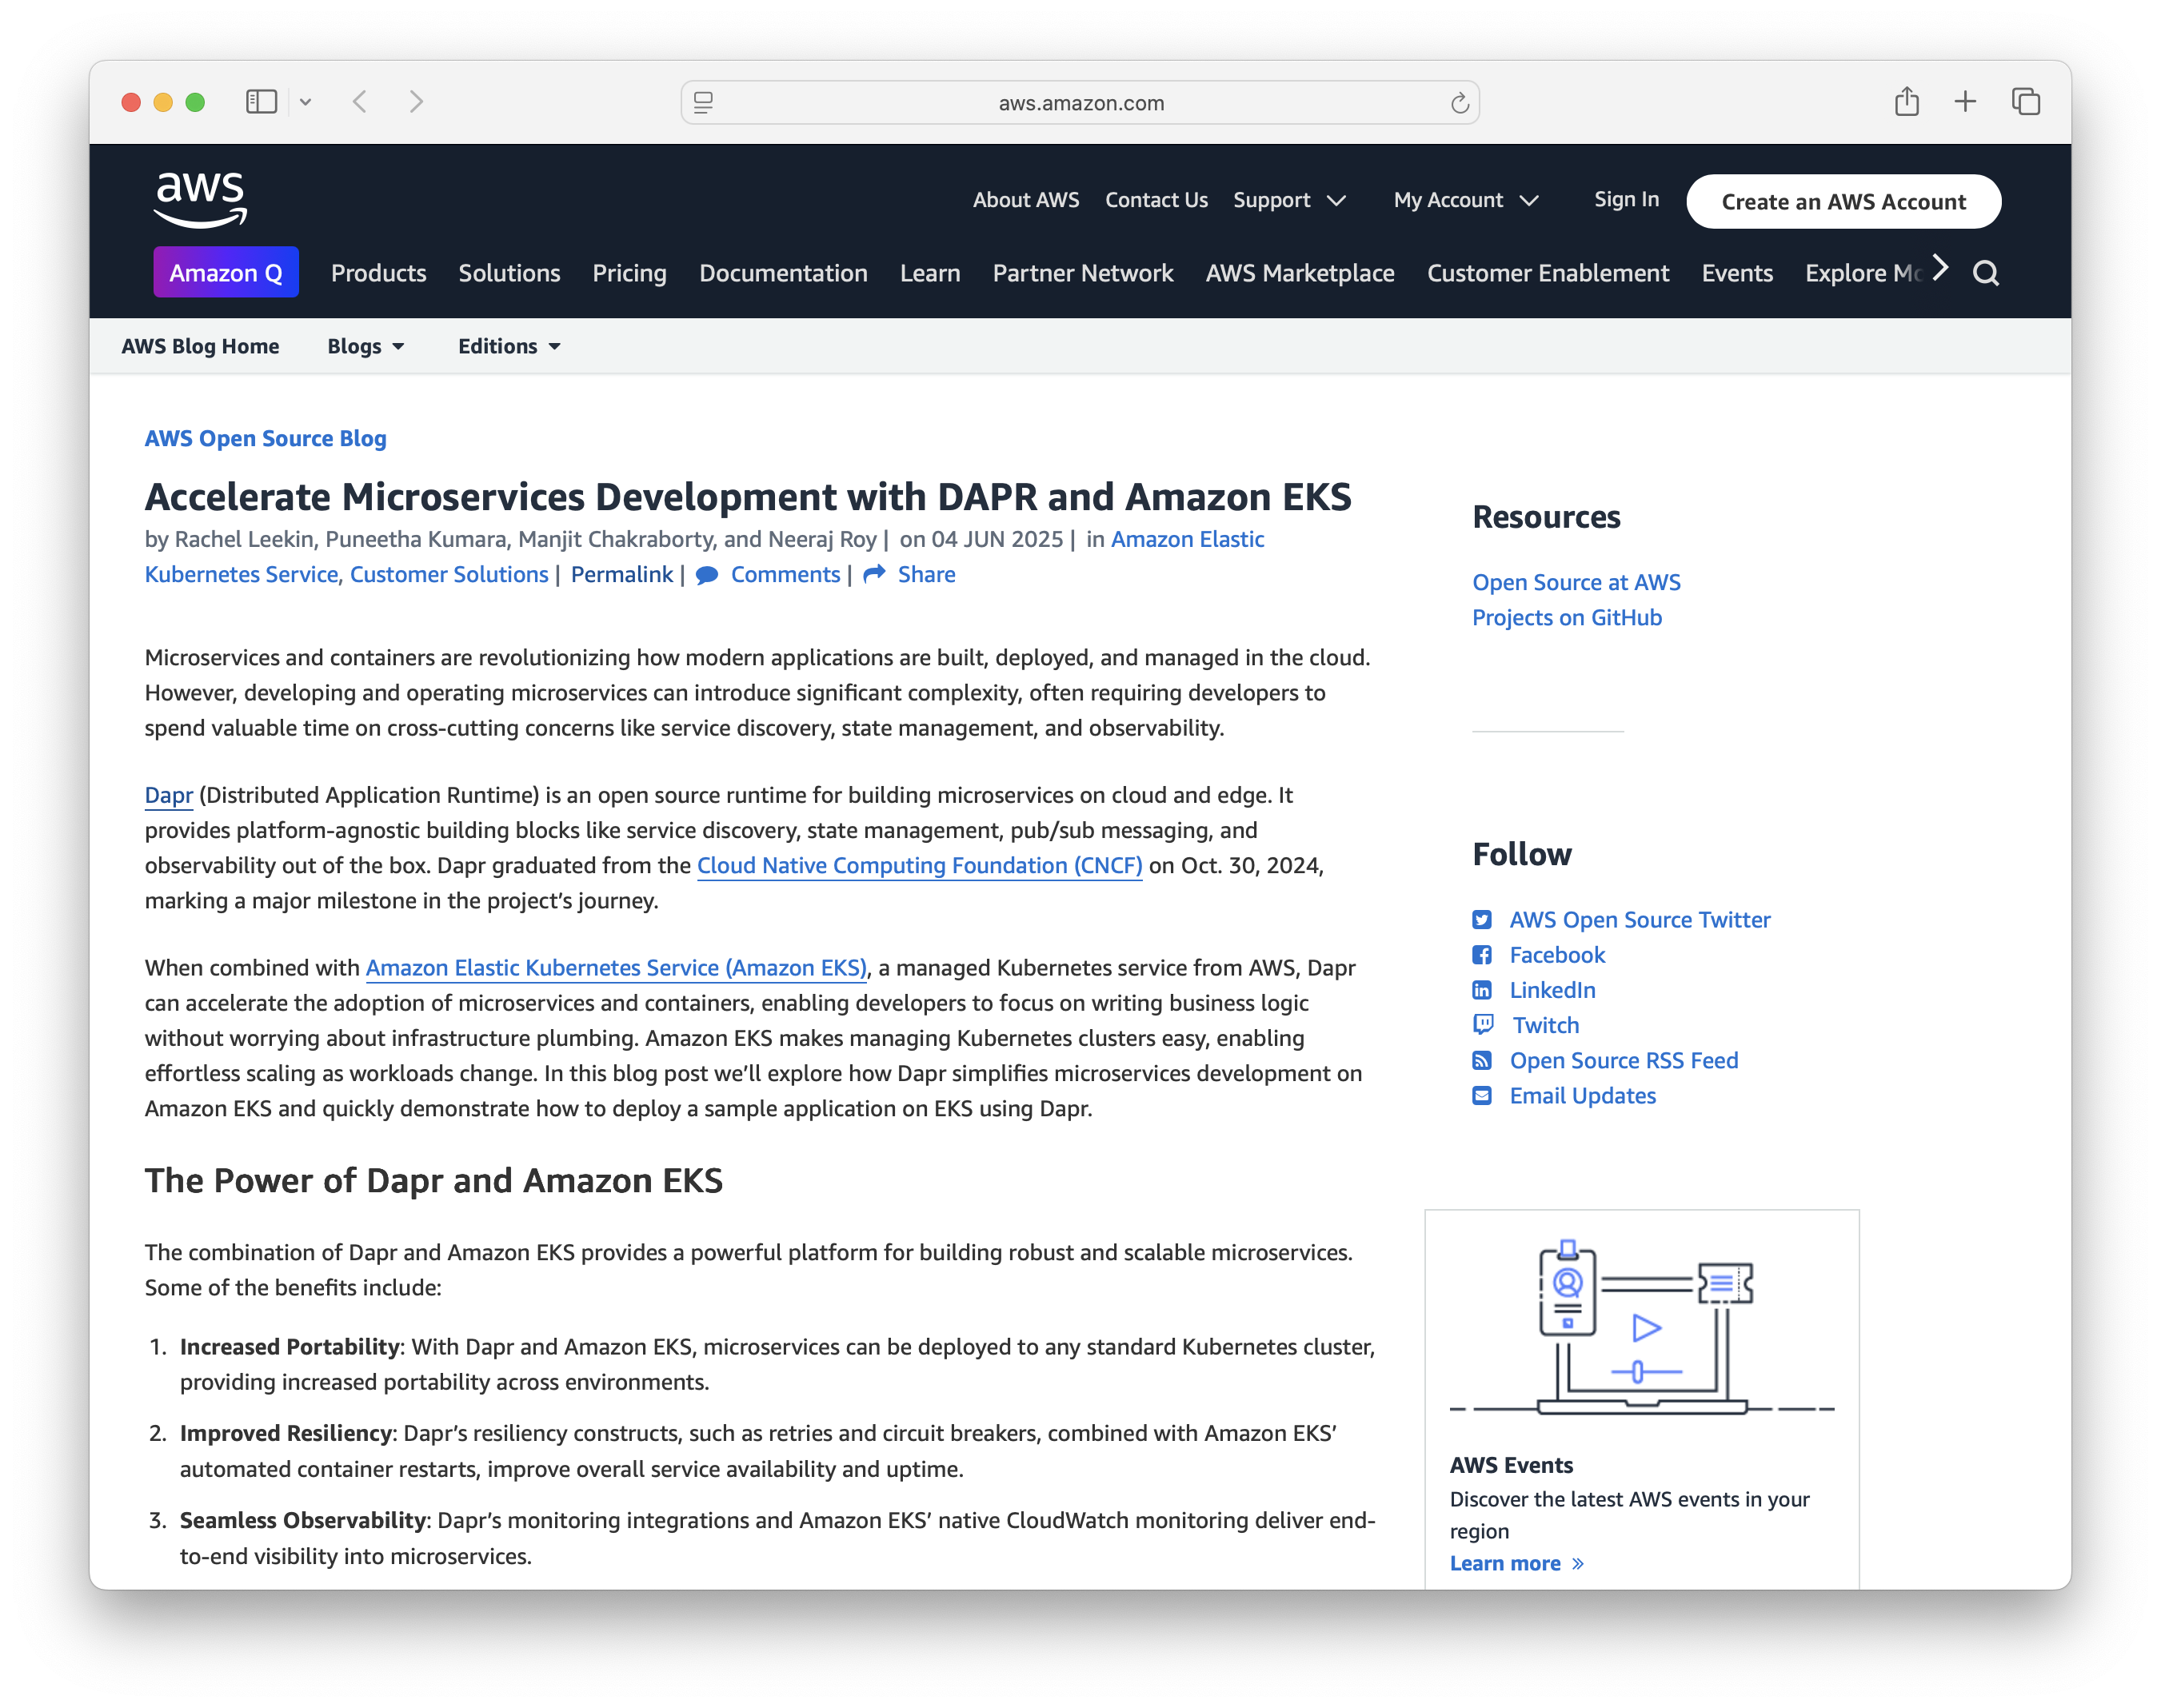 aws.amazon.com
aws
About AWS Contact Us Support My Account Sign In Create an AWS Account
Amazon Q Products Solutions Pricing Documentation Learn Partner Network AWS Marketplace Customer Enablement Events Explore
AWS Blog Home Blogs Editions
AWS Open Source Blog
Accelerate Microservices Development with DAPR and Amazon EKS
by Rachel Leekin, Puneetha Kumara, Manjit Chakraborty, and Neeraj Roy | on 04 JUN 2025 | in Amazon Elastic
Kubernetes Service, Customer Solutions | Permalink | Comments | Share
Microservices and containers are revolutionizing how modern applications are built, deployed, and managed in the cloud.
However, developing and operating microservices can introduce significant complexity, often requiring developers to
spend valuable time on cross-cutting concerns like service discovery, state management, and observability.
Dapr (Distributed Application Runtime) is an open source runtime for building microservices on cloud and edge. It
provides platform-agnostic building blocks like service discovery, state management, pub/sub messaging, and
observability out of the box. Dapr graduated from the Cloud Native Computing Foundation (CNCF) on Oct. 30, 2024,
marking a major milestone in the project’s journey.
When combined with Amazon Elastic Kubernetes Service (Amazon EKS), a managed Kubernetes service from AWS, Dapr
can accelerate the adoption of microservices and containers, enabling developers to focus on writing business logic
without worrying about infrastructure plumbing. Amazon EKS makes managing Kubernetes clusters easy, enabling
effortless scaling as workloads change. In this blog post we’ll explore how Dapr simplifies microservices development on
Amazon EKS and quickly demonstrate how to deploy a sample application on EKS using Dapr.
The Power of Dapr and Amazon EKS
The combination of Dapr and Amazon EKS provides a powerful platform for building robust and scalable microservices.
Some of the benefits include:
1. Increased Portability: With Dapr and Amazon EKS, microservices can be deployed to any standard Kubernetes cluster,
providing increased portability across environments.
2. Improved Resiliency: Dapr’s resiliency constructs, such as retries and circuit breakers, combined with Amazon EKS’
automated container restarts, improve overall service availability and uptime.
3. Seamless Observability: Dapr’s monitoring integrations and Amazon EKS’ native CloudWatch monitoring deliver end-
to-end visibility into microservices.
Resources
Open Source at AWS
Projects on GitHub
Follow
AWS Open Source Twitter
Facebook
LinkedIn
Twitch
Open Source RSS Feed
Email Updates
AWS Events
Discover the latest AWS events in your
region
Learn more »